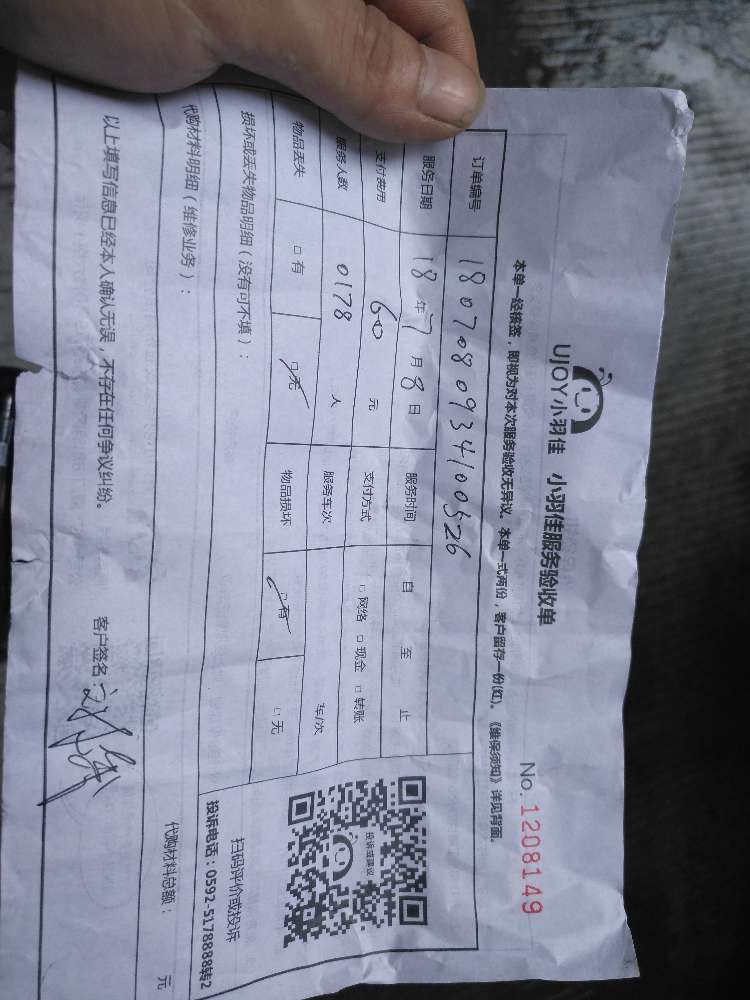 UJOY小羽佳 小羽佳服务验收单
No. 1208149
本单一经核签，即视为对本次服务验收无异议。本单一式两份，客户留存一份(红)。《维保须知》详见背面。
订单编号 1807080934100526
服务日期 18年7月8日 服务时间 自 至 止
支付费用 60 元 支付方式 □网络 □现金 □转账
服务人数 0178 人 服务车次 车/次
物品丢失 □有 □无 物品损坏 □有 □无
损坏或丢失物品明细（没有可不填）：
投诉或建议
扫码评价或投诉
投诉电话：0592-5178888转2
代购材料明细（维修业务）：
代购材料总额： 元
以上填写信息已经本人确认无误，不存在任何争议纠纷。
客户签名：